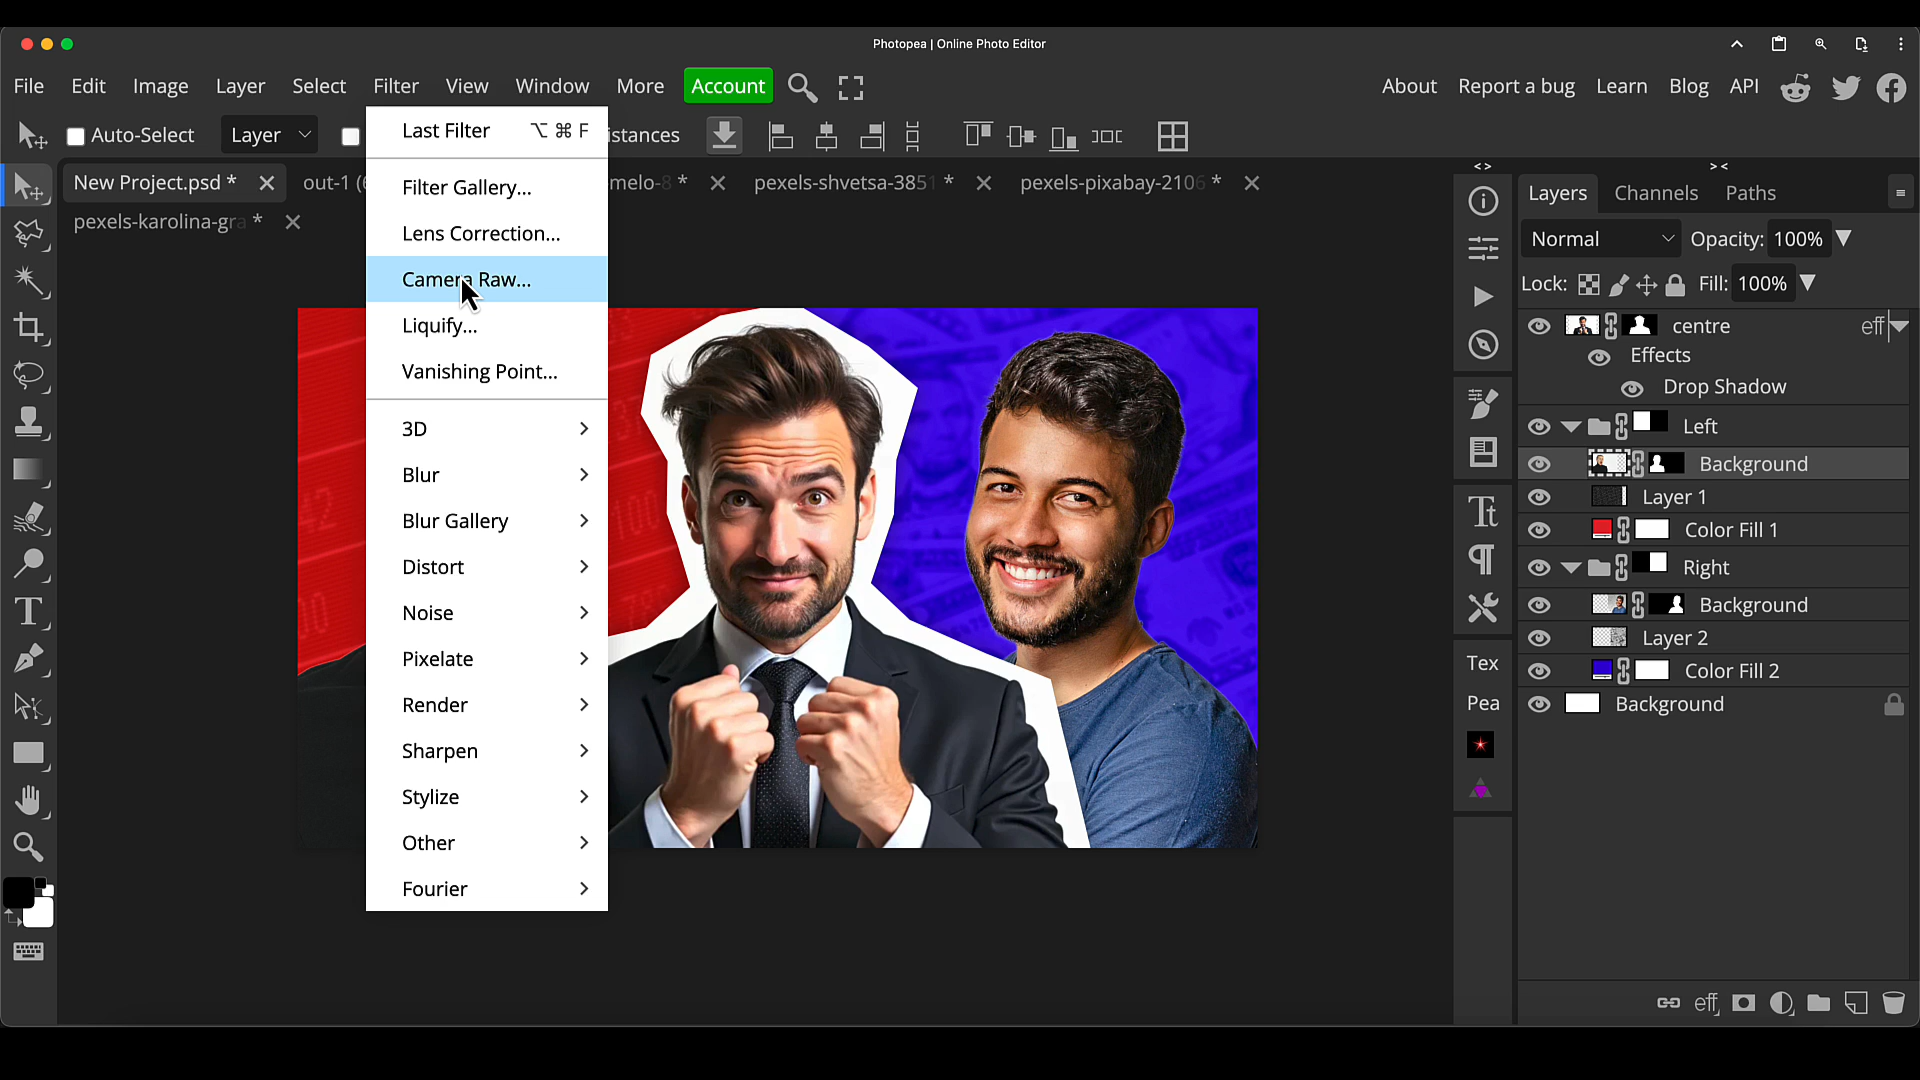 Photopea | Online Photo Editor
File Edit Image Layer Select Filter View Window More Account About Report a bug Learn Blog API
Auto-Select Layer istances
New Project.psd * out-1 (6 melo-8 * pexels-shvetsa-3851 * pexels-pixabay-2106 *
pexels-karolina-gra *
Last Filter ⌥ ⌘ F
Filter Gallery...
Lens Correction...
Camera Raw...
Liquify...
Vanishing Point...
3D
Blur
Blur Gallery
Distort
Noise
Pixelate
Render
Sharpen
Stylize
Other
Fourier
Tex
Pea
Layers Channels Paths
Normal Opacity: 100%
Lock: Fill: 100%
centre eff
Effects
Drop Shadow
Left
Background
Layer 1
Color Fill 1
Right
Background
Layer 2
Color Fill 2
Background
eff